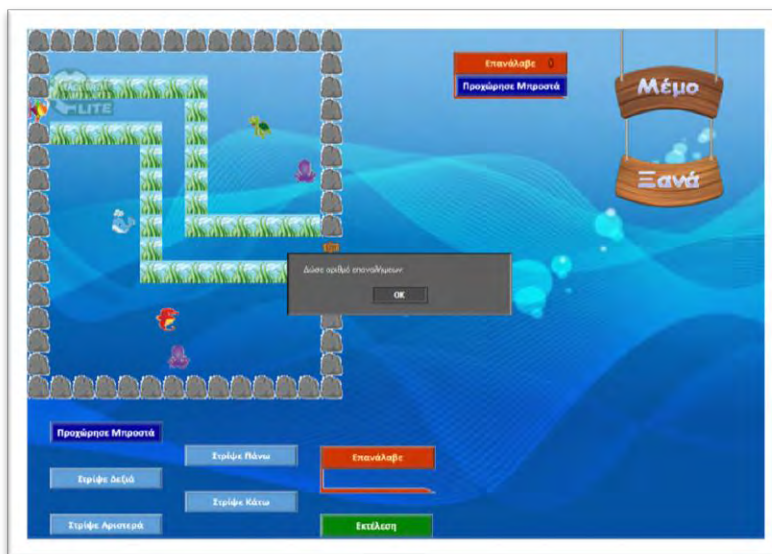 LITE
Επανάλαβε 0
Προχώρησε Μπροστά
Μέμο
Ξανά
Δώσε αριθμό επαναλήψεων
OK
Προχώρησε Μπροστά
Στρίψε Πάνω
Επανάλαβε
Στρίψε Δεξιά
Στρίψε Κάτω
Στρίψε Αριστερά
Εκτέλεση